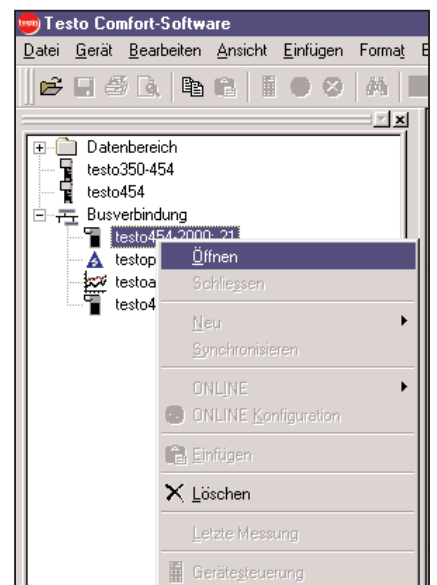 testo Testo Comfort-Software
Datei Gerät Bearbeiten Ansicht Einfügen Format
Datenbereich
testo350-454
testo454
Busverbindung
testo454-2000: 21
testop
testoa
testo4
Öffnen
Schliessen
Neu
Synchronisieren
ONLINE
ONLINE Konfiguration
Einfügen
Löschen
Letzte Messung
Gerätesteuerung